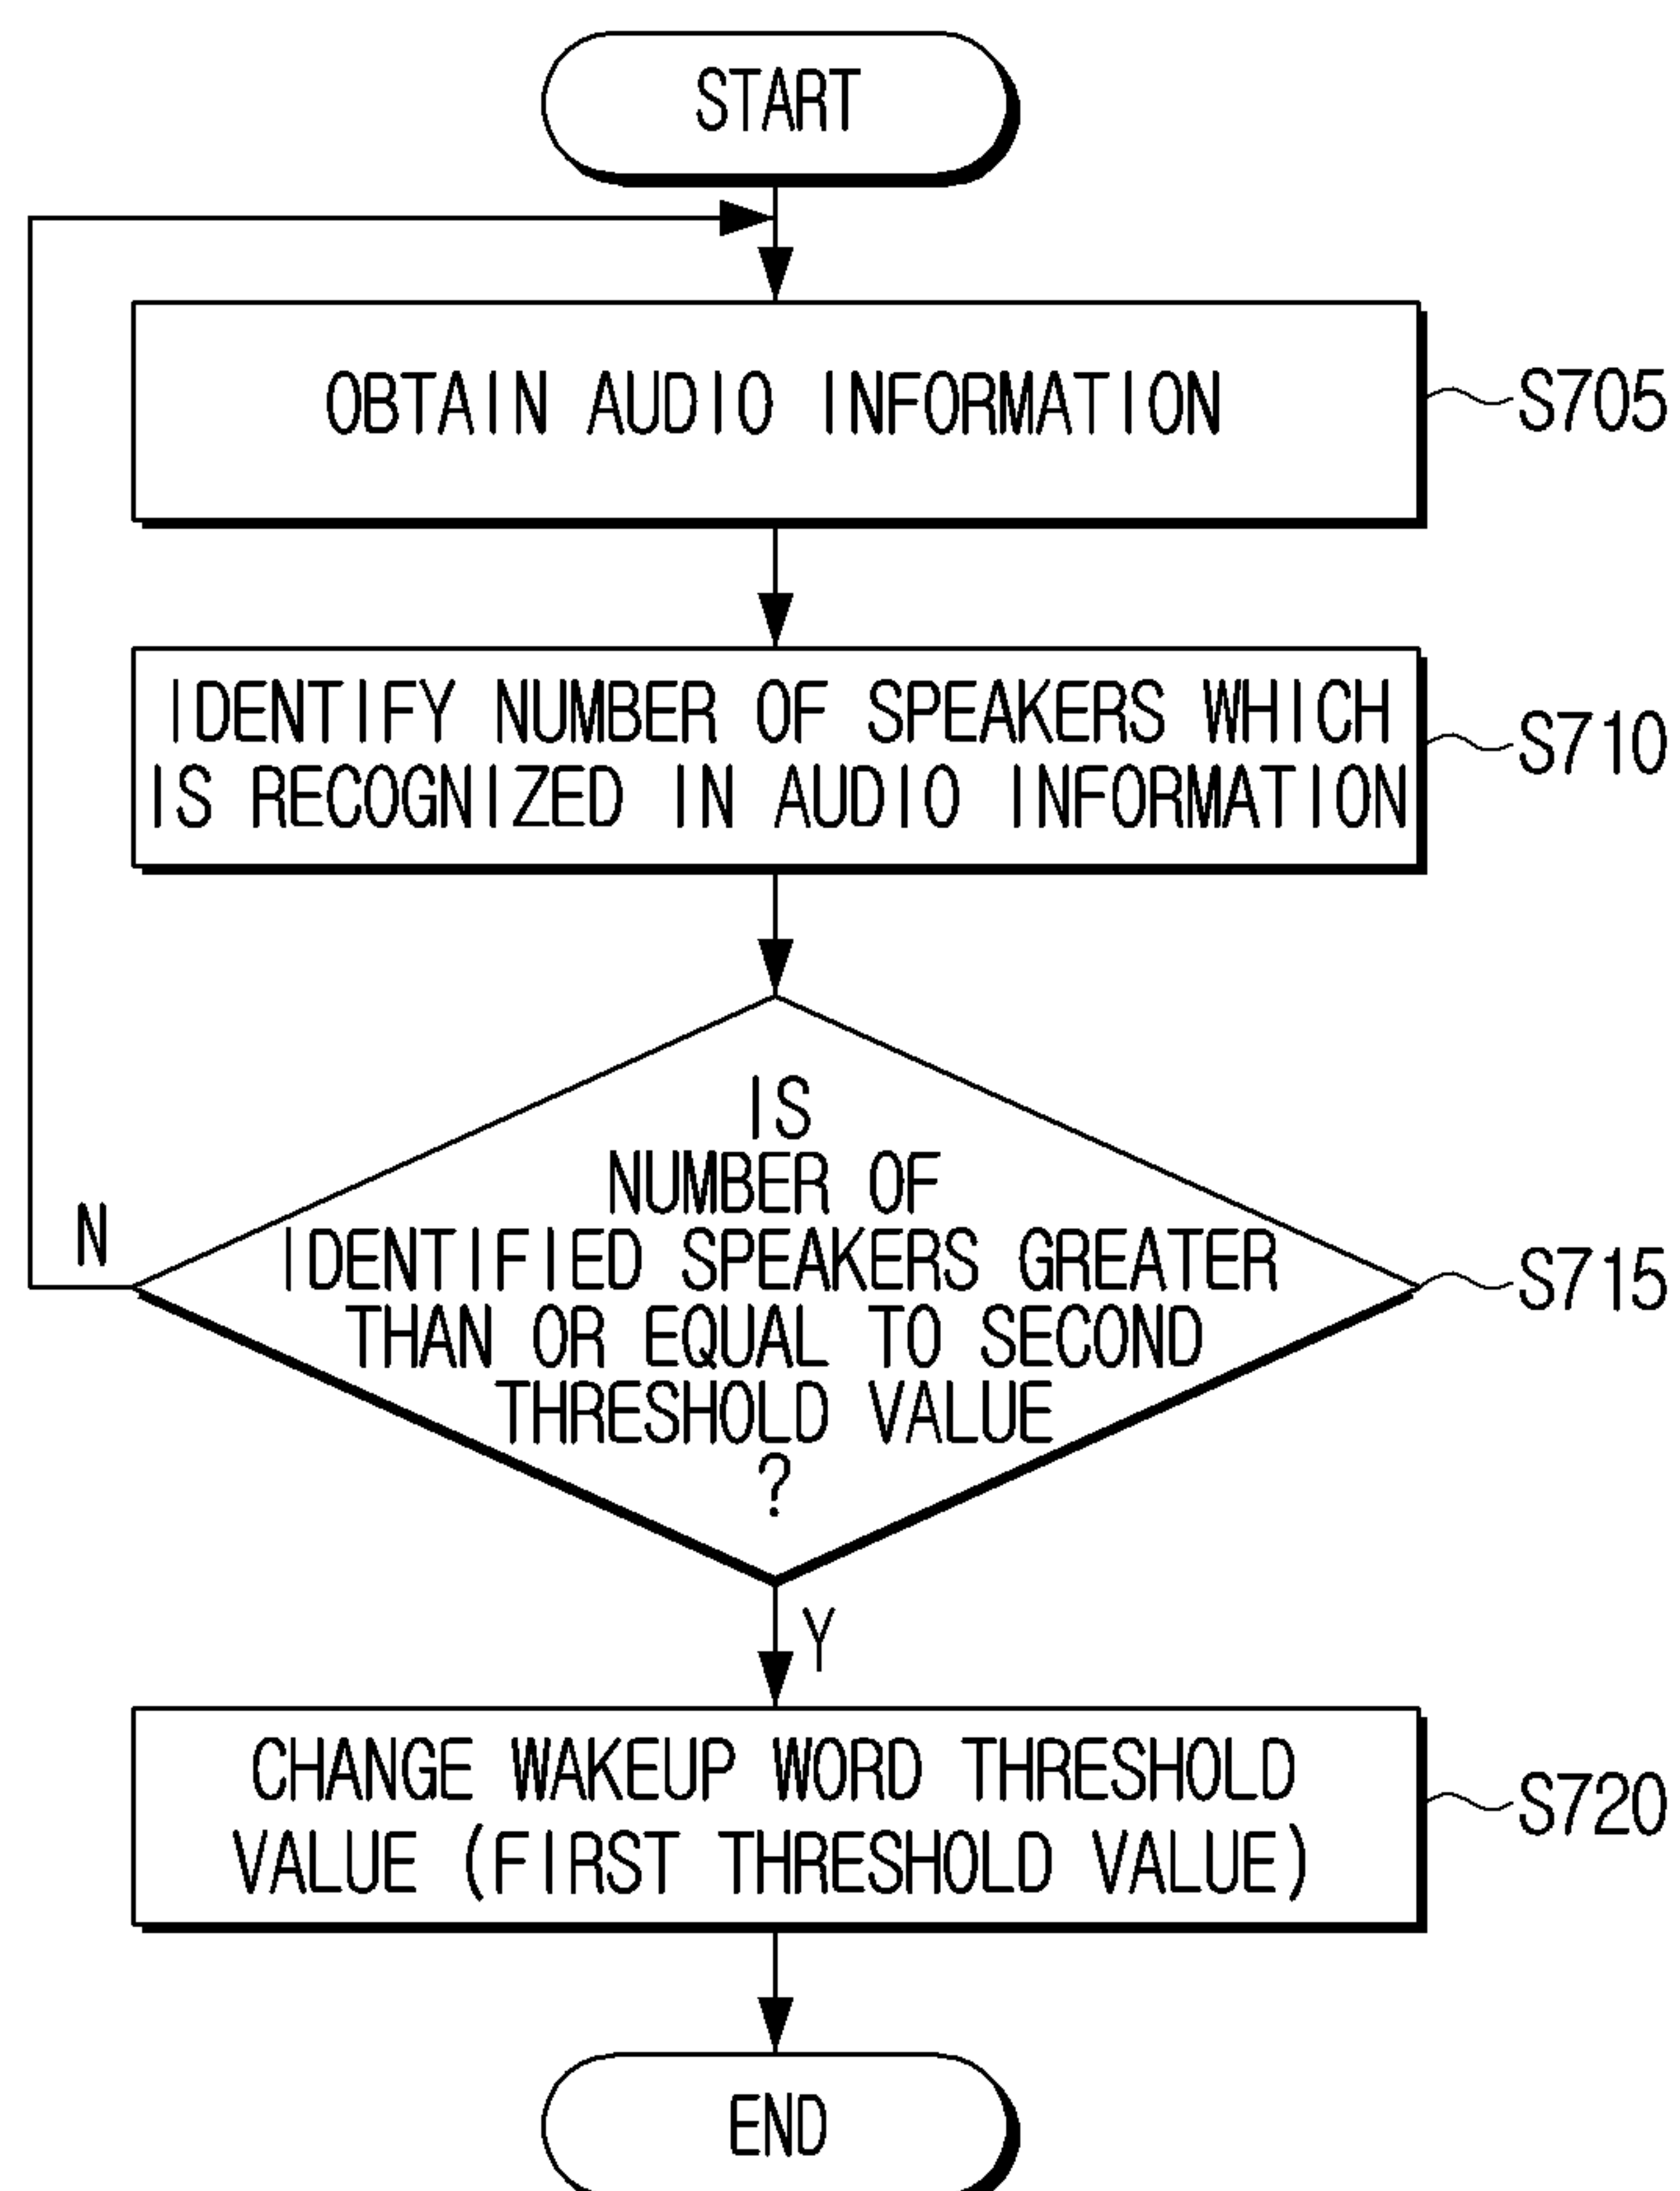 START
OBTAIN AUDIO INFORMATION
S705
IDENTIFY NUMBER OF SPEAKERS WHICH
IS RECOGNIZED IN AUDIO INFORMATION
S710
IS
NUMBER OF
IDENTIFIED SPEAKERS GREATER
THAN OR EQUAL TO SECOND
THRESHOLD VALUE
?
N
S715
Y
CHANGE WAKEUP WORD THRESHOLD
VALUE (FIRST THRESHOLD VALUE)
S720
END